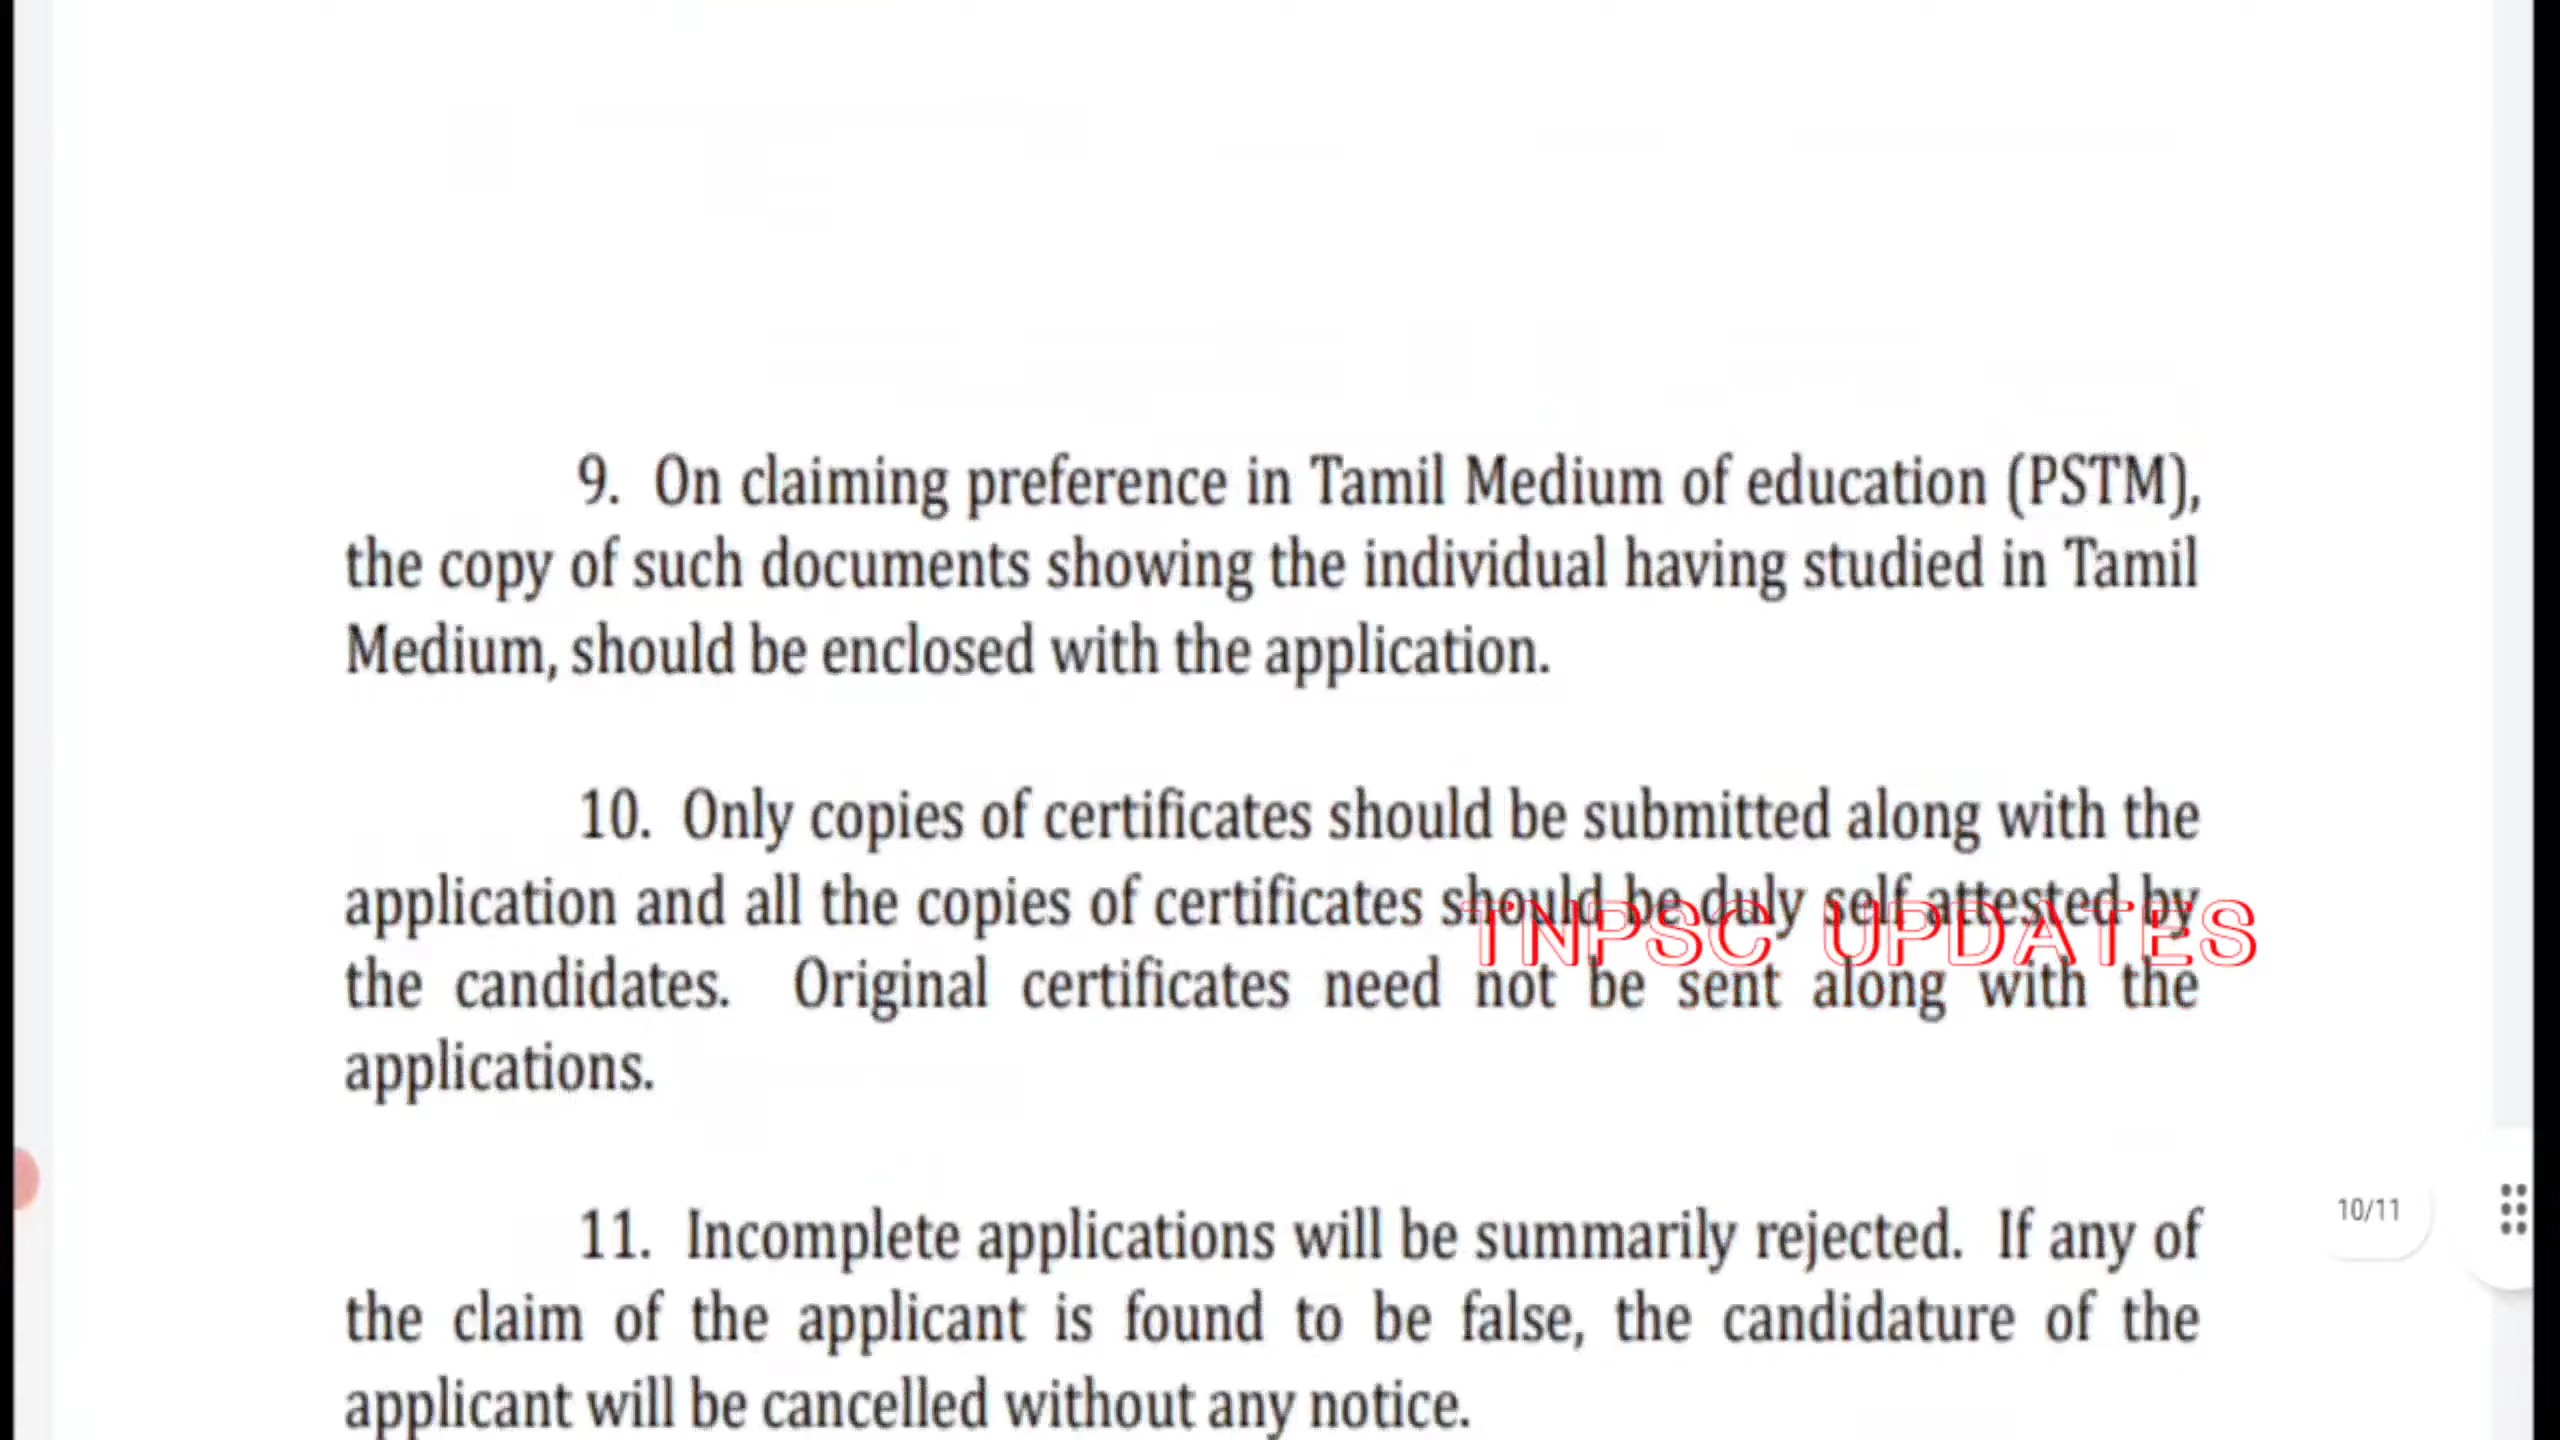 9. On claiming preference in Tamil Medium of education (PSTM),
the copy of such documents showing the individual having studied in Tamil
Medium, should be enclosed with the application.
10. Only copies of certificates should be submitted along with the
application and all the copies of certificates should be duly self attested by
TNPSC UPDATES
the candidates. Original certificates need not be sent along with the
applications.
10/11
11. Incomplete applications will be summarily rejected. If any of
the claim of the applicant is found to be false, the candidature of the
applicant will be cancelled without any notice.